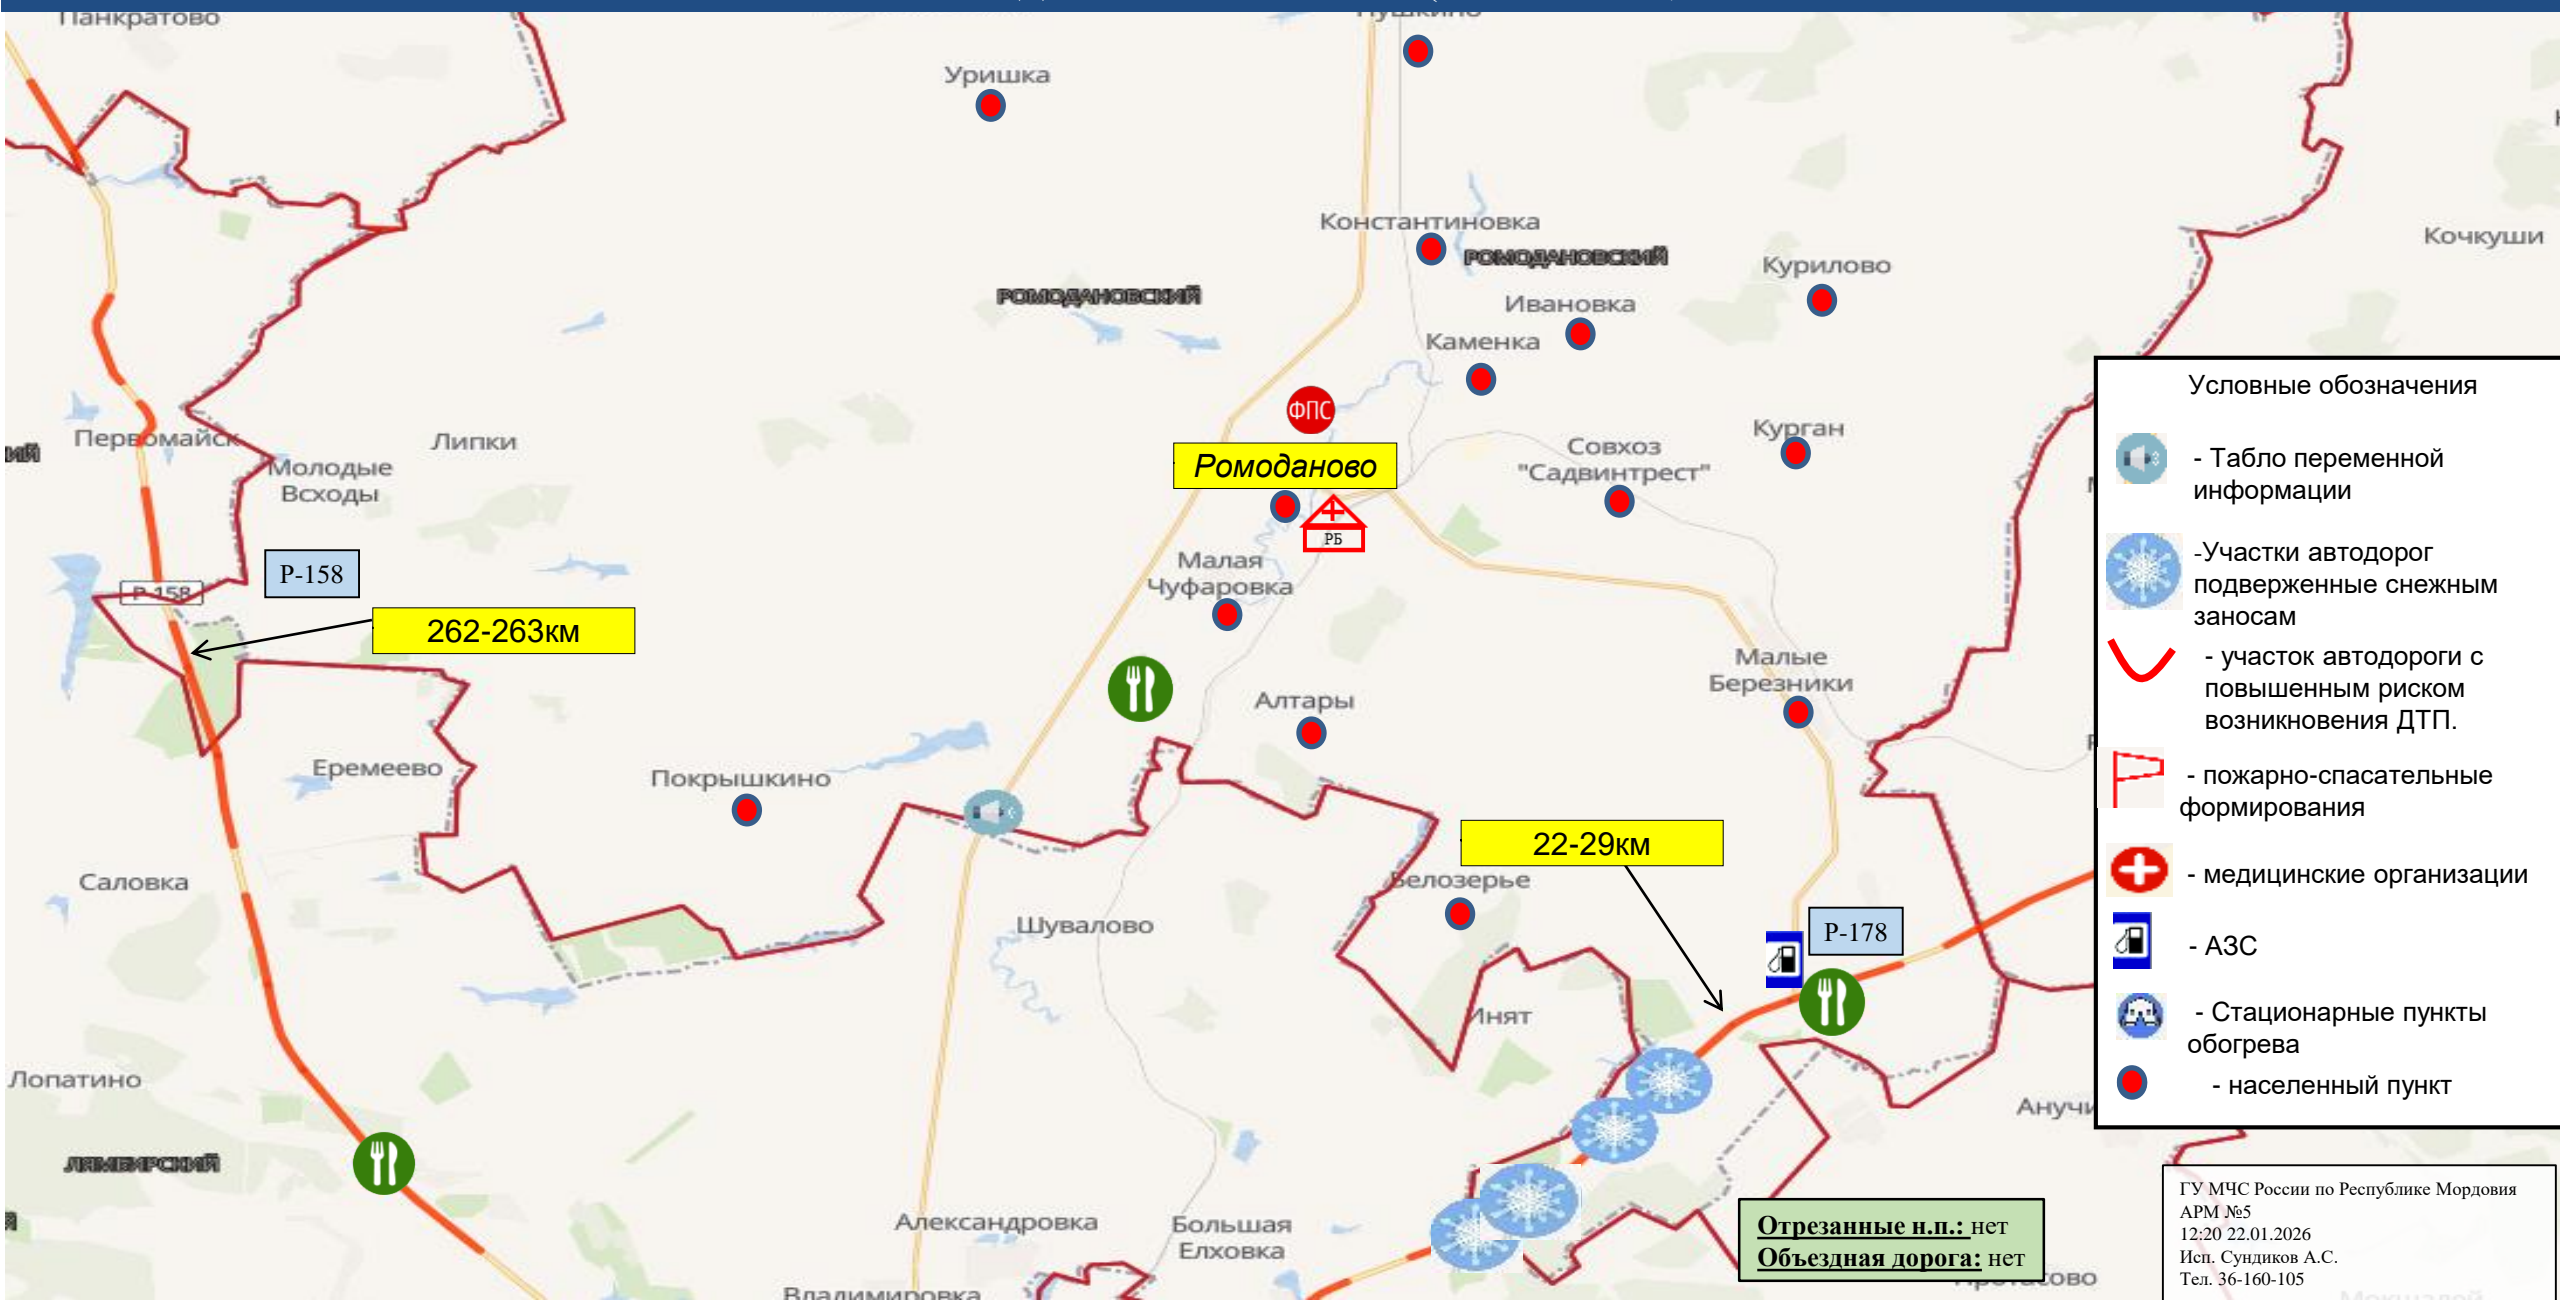 Панкратово
Пушкино
Уришка
Константиновка
РОМОДАНОВСКИЙ
Кочкуши
Курилово
РОМОДАНОВСКИЙ
Ивановка
Каменка
ФПС
Первомайск
Липки
Молодые
Всходы
Ромоданово
РБ
Совхоз
"Садвинтрест"
Курган
Р-158
Р-158
262-263км
Малая
Чуфаровка
Алтары
Малые
Березники
Еремеево
Покрышкино
22-29км
Саловка
Шувалово
Белозерье
Р-178
Инят
Лопатино
ЛЯМБИРСКИЙ
Александровка
Большая
Елховка
Владимировка
Анучи
Условные обозначения
- Табло переменной
информации
-Участки автодорог
подверженные снежным
заносам
- участок автодороги с
повышенным риском
возникновения ДТП.
- пожарно-спасательные
формирования
- медицинские организации
- АЗС
- Стационарные пункты
обогрева
- населенный пункт
Отрезанные н.п.: нет
Объездная дорога: нет
ГУ МЧС России по Республике Мордовия
АРМ №5
12:20 22.01.2026
Исп. Сундиков А.С.
Тел. 36-160-105